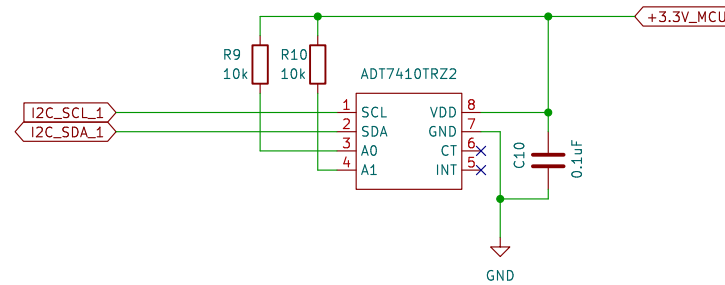 +3.3V_MCU
R9
10k
R10
10k
ADT7410TRZ2
I2C_SCL_1
I2C_SDA_1
1
2
3
4
SCL
SDA
A0
A1
VDD
GND
CT
INT
8
7
6
5
C10
0.1uF
GND